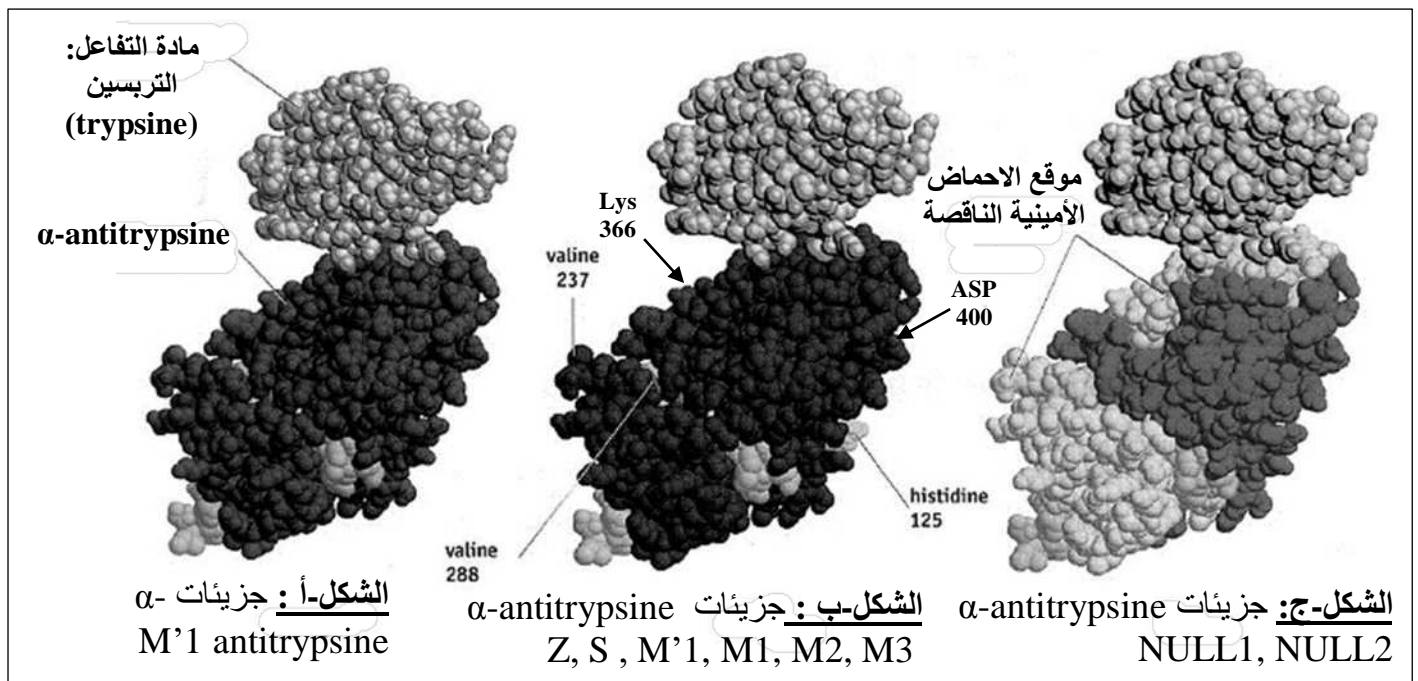 مادة التفاعل:
التربسين
(trypsine)
α-antitrypsine
Lys
366
valine
237
valine
288
ASP
400
histidine
125
موقع الاحماض
الأمينية الناقصة
الشكل-أ : جزيئات α-
M’1 antitrypsine
الشكل-ب : جزيئات α-antitrypsine
Z, S , M’1, M1, M2, M3
الشكل-ج: جزيئات α-antitrypsine
NULL1, NULL2